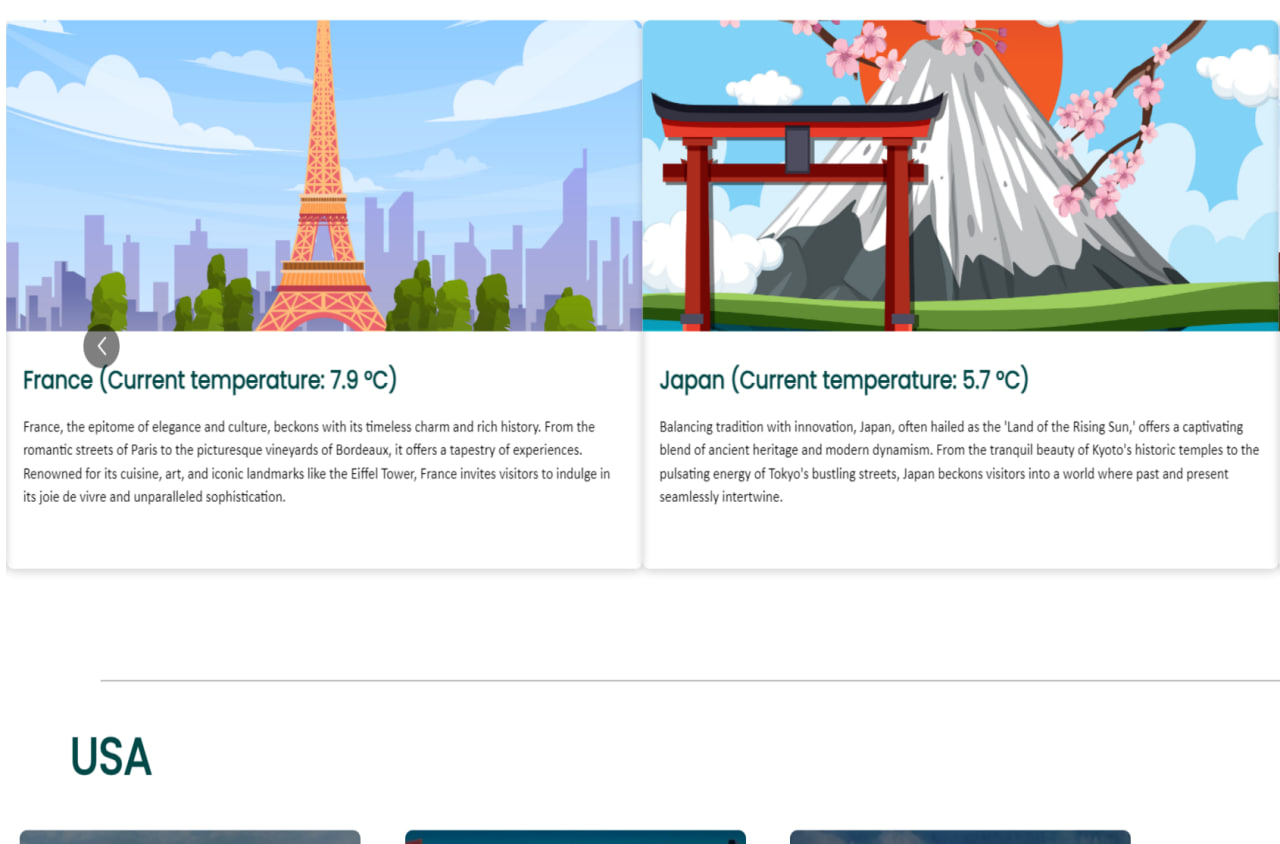 France (Current temperature: 7.9 °C)
France, the epitome of elegance and culture, beckons with its timeless charm and rich history. From the
romantic streets of Paris to the picturesque vineyards of Bordeaux, it offers a tapestry of experiences.
Renowned for its cuisine, art, and iconic landmarks like the Eiffel Tower, France invites visitors to indulge in
its joie de vivre and unparalleled sophistication.
Japan (Current temperature: 5.7 °C)
Balancing tradition with innovation, Japan, often hailed as the 'Land of the Rising Sun,' offers a captivating
blend of ancient heritage and modern dynamism. From the tranquil beauty of Kyoto's historic temples to the
pulsating energy of Tokyo's bustling streets, Japan beckons visitors into a world where past and present
seamlessly intertwine.
USA